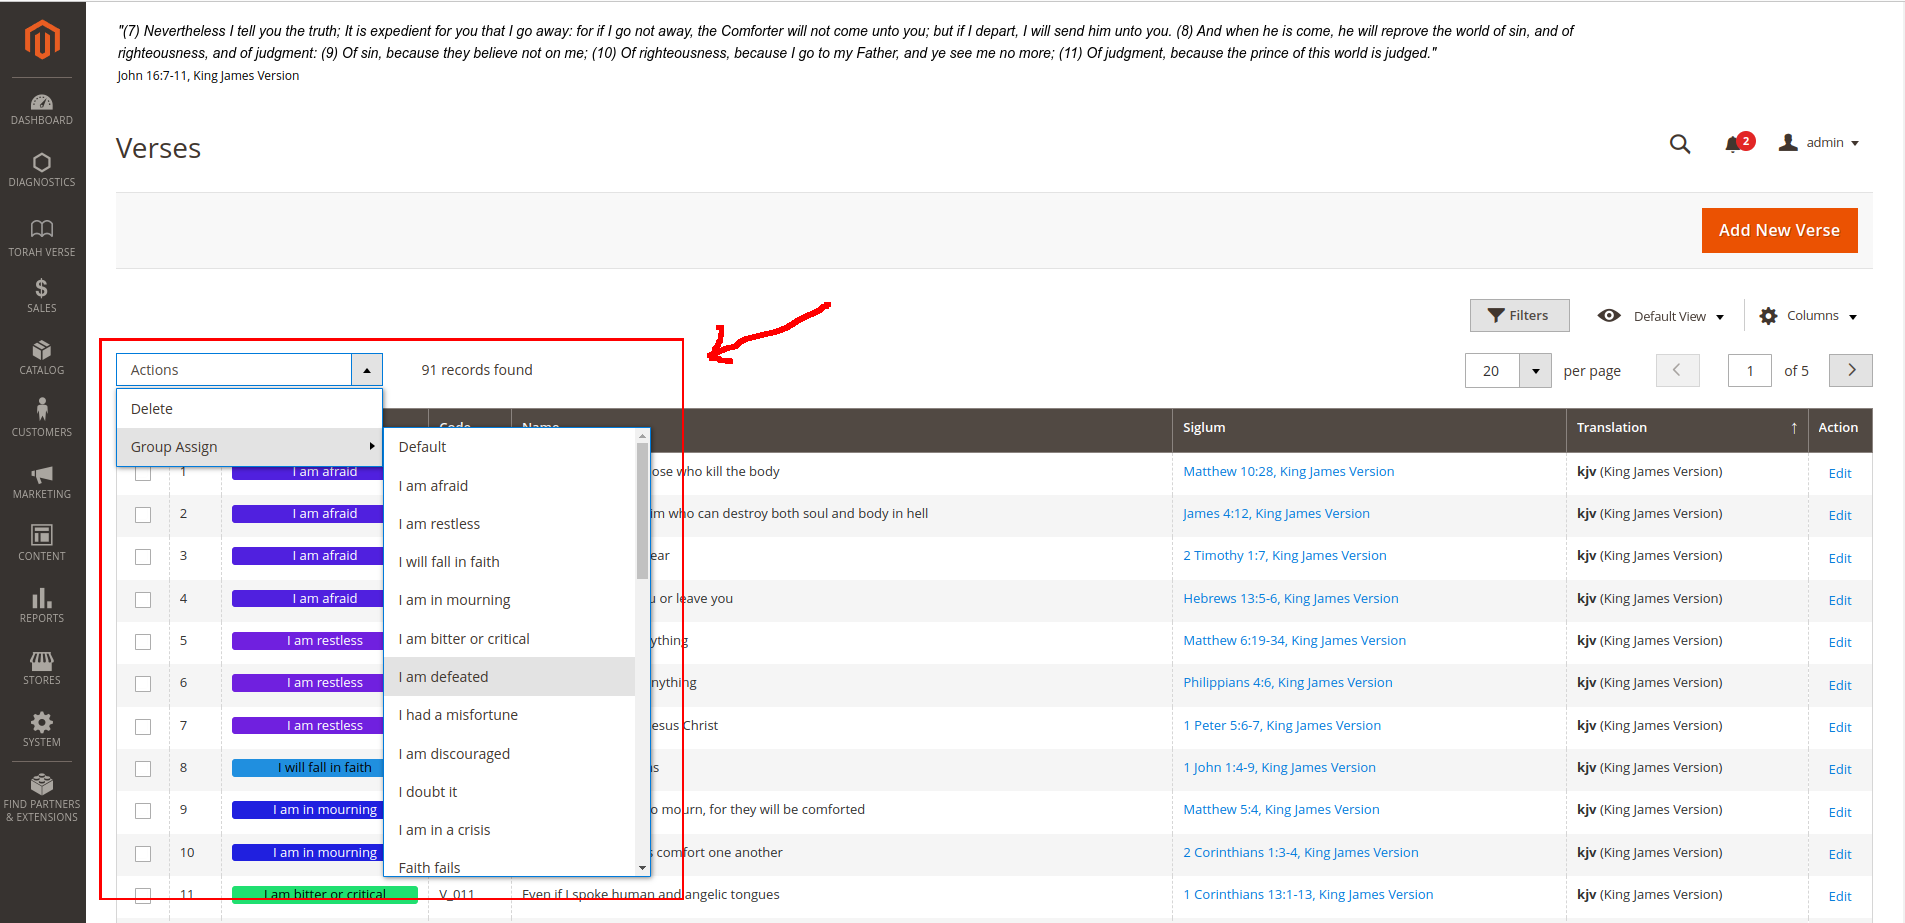 "(7) Nevertheless I tell you the truth; It is expedient for you that I go away: for if I go not away, the Comforter will not come unto you; but if I depart, I will send him unto you. (8) And when he is come, he will reprove the world of sin, and of
righteousness, and of judgment: (9) Of sin, because they believe not on me; (10) Of righteousness, because I go to my Father, and ye see me no more; (11) Of judgment, because the prince of this world is judged."
John 16:7-11, King James Version
DASHBOARD
DIAGNOSTICS
TORAH VERSE
SALES
CATALOG
CUSTOMERS
MARKETING
CONTENT
REPORTS
STORES
SYSTEM
FIND PARTNERS
& EXTENSIONS
Verses
2
admin
Add New Verse
Filters
Default View
Columns
Actions
91 records found
20
per page
1
of 5
Delete
Group Assign
Default
I am afraid
I am restless
I will fall in faith
I am in mourning
I am bitter or critical
I am defeated
I had a misfortune
I am discouraged
I doubt it
I am in a crisis
Faith fails
Code Name Siglum Translation ↑ Action
1 I am afraid ose who kill the body Matthew 10:28, King James Version kjv (King James Version) Edit
2 I am afraid im who can destroy both soul and body in hell James 4:12, King James Version kjv (King James Version) Edit
3 I am afraid ear 2 Timothy 1:7, King James Version kjv (King James Version) Edit
4 I am afraid u or leave you Hebrews 13:5-6, King James Version kjv (King James Version) Edit
5 I am restless ything Matthew 6:19-34, King James Version kjv (King James Version) Edit
6 I am restless nything Philippians 4:6, King James Version kjv (King James Version) Edit
7 I am restless esus Christ 1 Peter 5:6-7, King James Version kjv (King James Version) Edit
8 I will fall in faith s 1 John 1:4-9, King James Version kjv (King James Version) Edit
9 I am in mourning o mourn, for they will be comforted Matthew 5:4, King James Version kjv (King James Version) Edit
10 I am in mourning s comfort one another 2 Corinthians 1:3-4, King James Version kjv (King James Version) Edit
11 I am bitter or critical V_011 Even if I spoke human and angelic tongues 1 Corinthians 13:1-13, King James Version kjv (King James Version) Edit